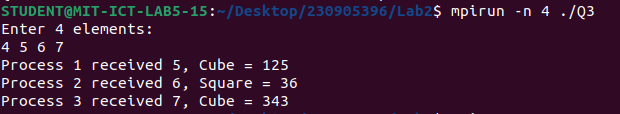 STUDENT@MIT-ICT-LAB5-15:~/Desktop/230905396/Lab2$ mpirun -n 4 ./Q3
Enter 4 elements:
4 5 6 7
Process 1 received 5, Cube = 125
Process 2 received 6, Square = 36
Process 3 received 7, Cube = 343